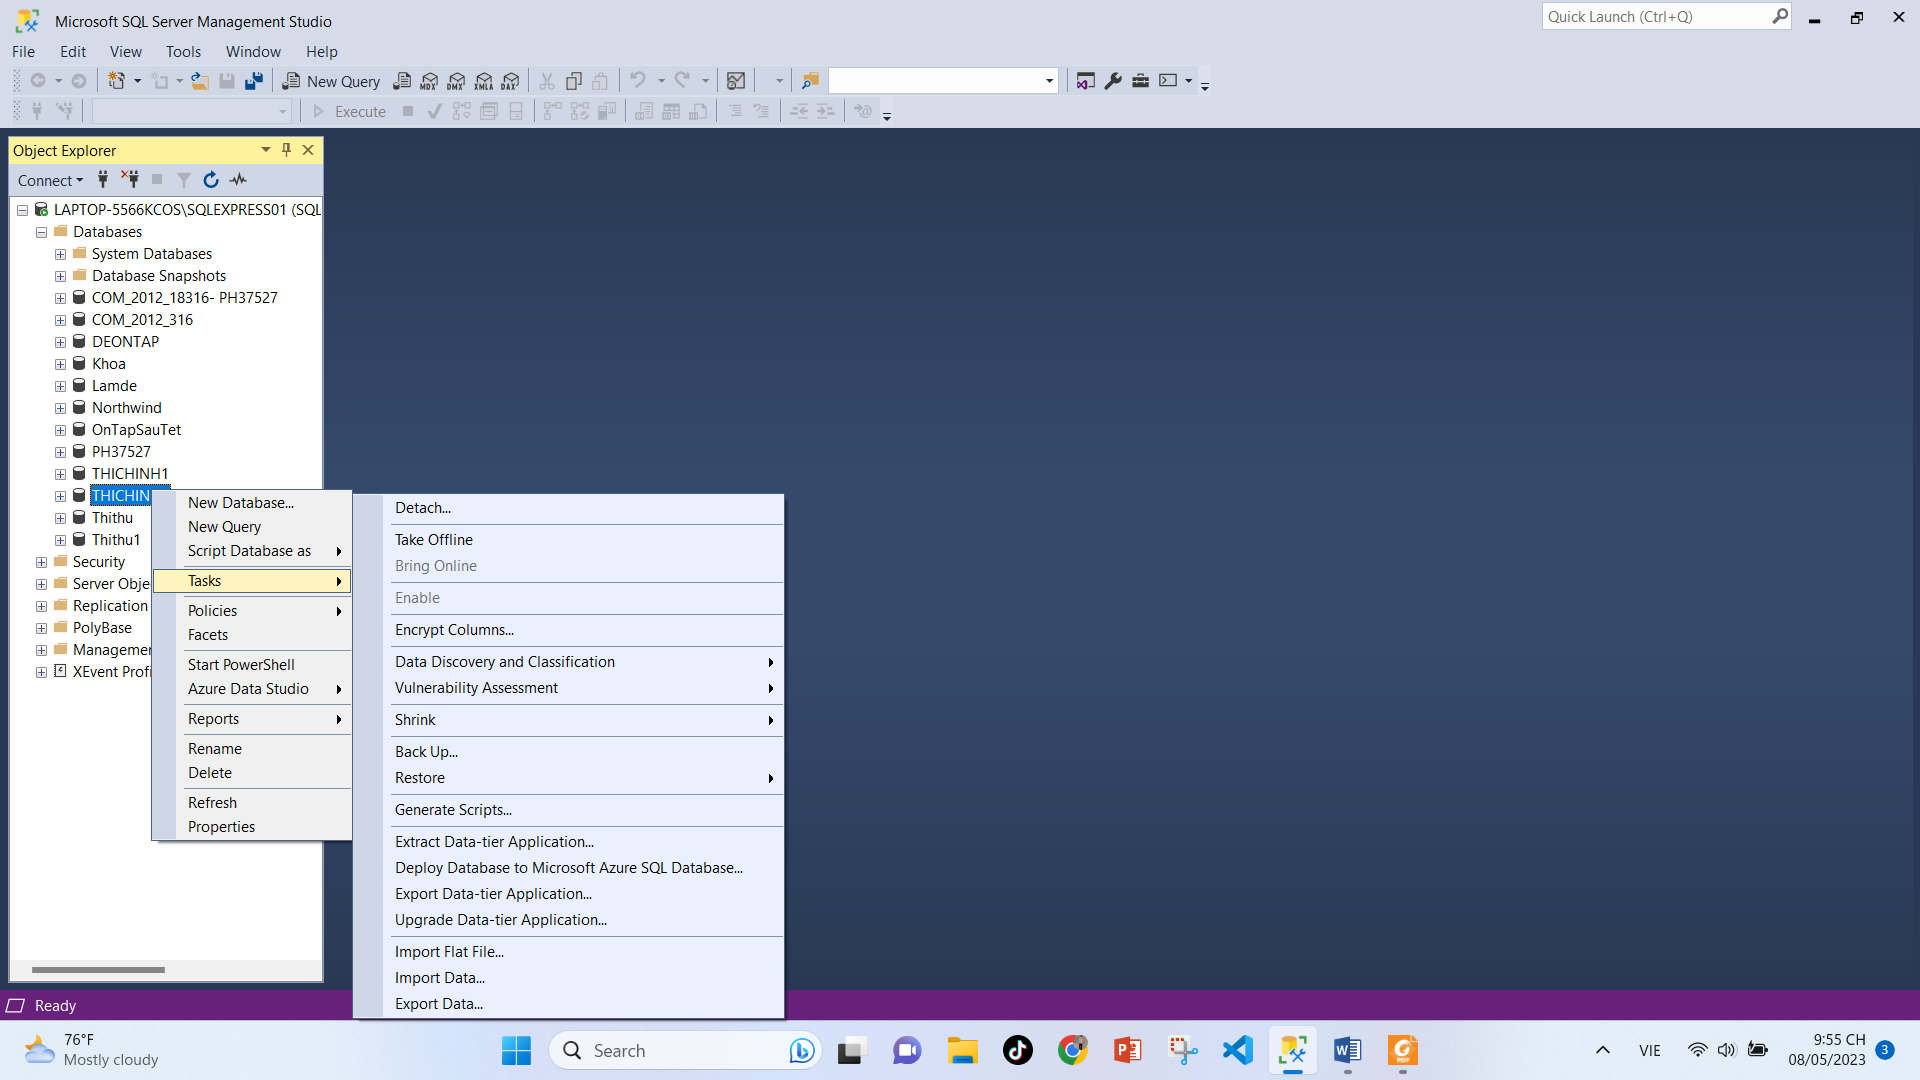 Microsoft SQL Server Management Studio
Quick Launch (Ctrl+Q)
File Edit View Tools Window Help
New Query MDX DMX XMLA DAX
Execute
Object Explorer
Connect
LAPTOP-5566KCOS\SQLEXPRESS01 (SQL
Databases
System Databases
Database Snapshots
COM_2012_18316- PH37527
COM_2012_316
DEONTAP
Khoa
Lamde
Northwind
OnTapSauTet
PH37527
THICHINH1
THICHIN
Thithu
Thithu1
Security
Server Obje
Replication
PolyBase
Managemen
XEvent Profi
New Database...
New Query
Script Database as
Tasks
Policies
Facets
Start PowerShell
Azure Data Studio
Reports
Rename
Delete
Refresh
Properties
Detach...
Take Offline
Bring Online
Enable
Encrypt Columns...
Data Discovery and Classification
Vulnerability Assessment
Shrink
Back Up...
Restore
Generate Scripts...
Extract Data-tier Application...
Deploy Database to Microsoft Azure SQL Database...
Export Data-tier Application...
Upgrade Data-tier Application...
Import Flat File...
Import Data...
Export Data...
Ready
76°F
Mostly cloudy
Search
VIE
9:55 CH
08/05/2023
3